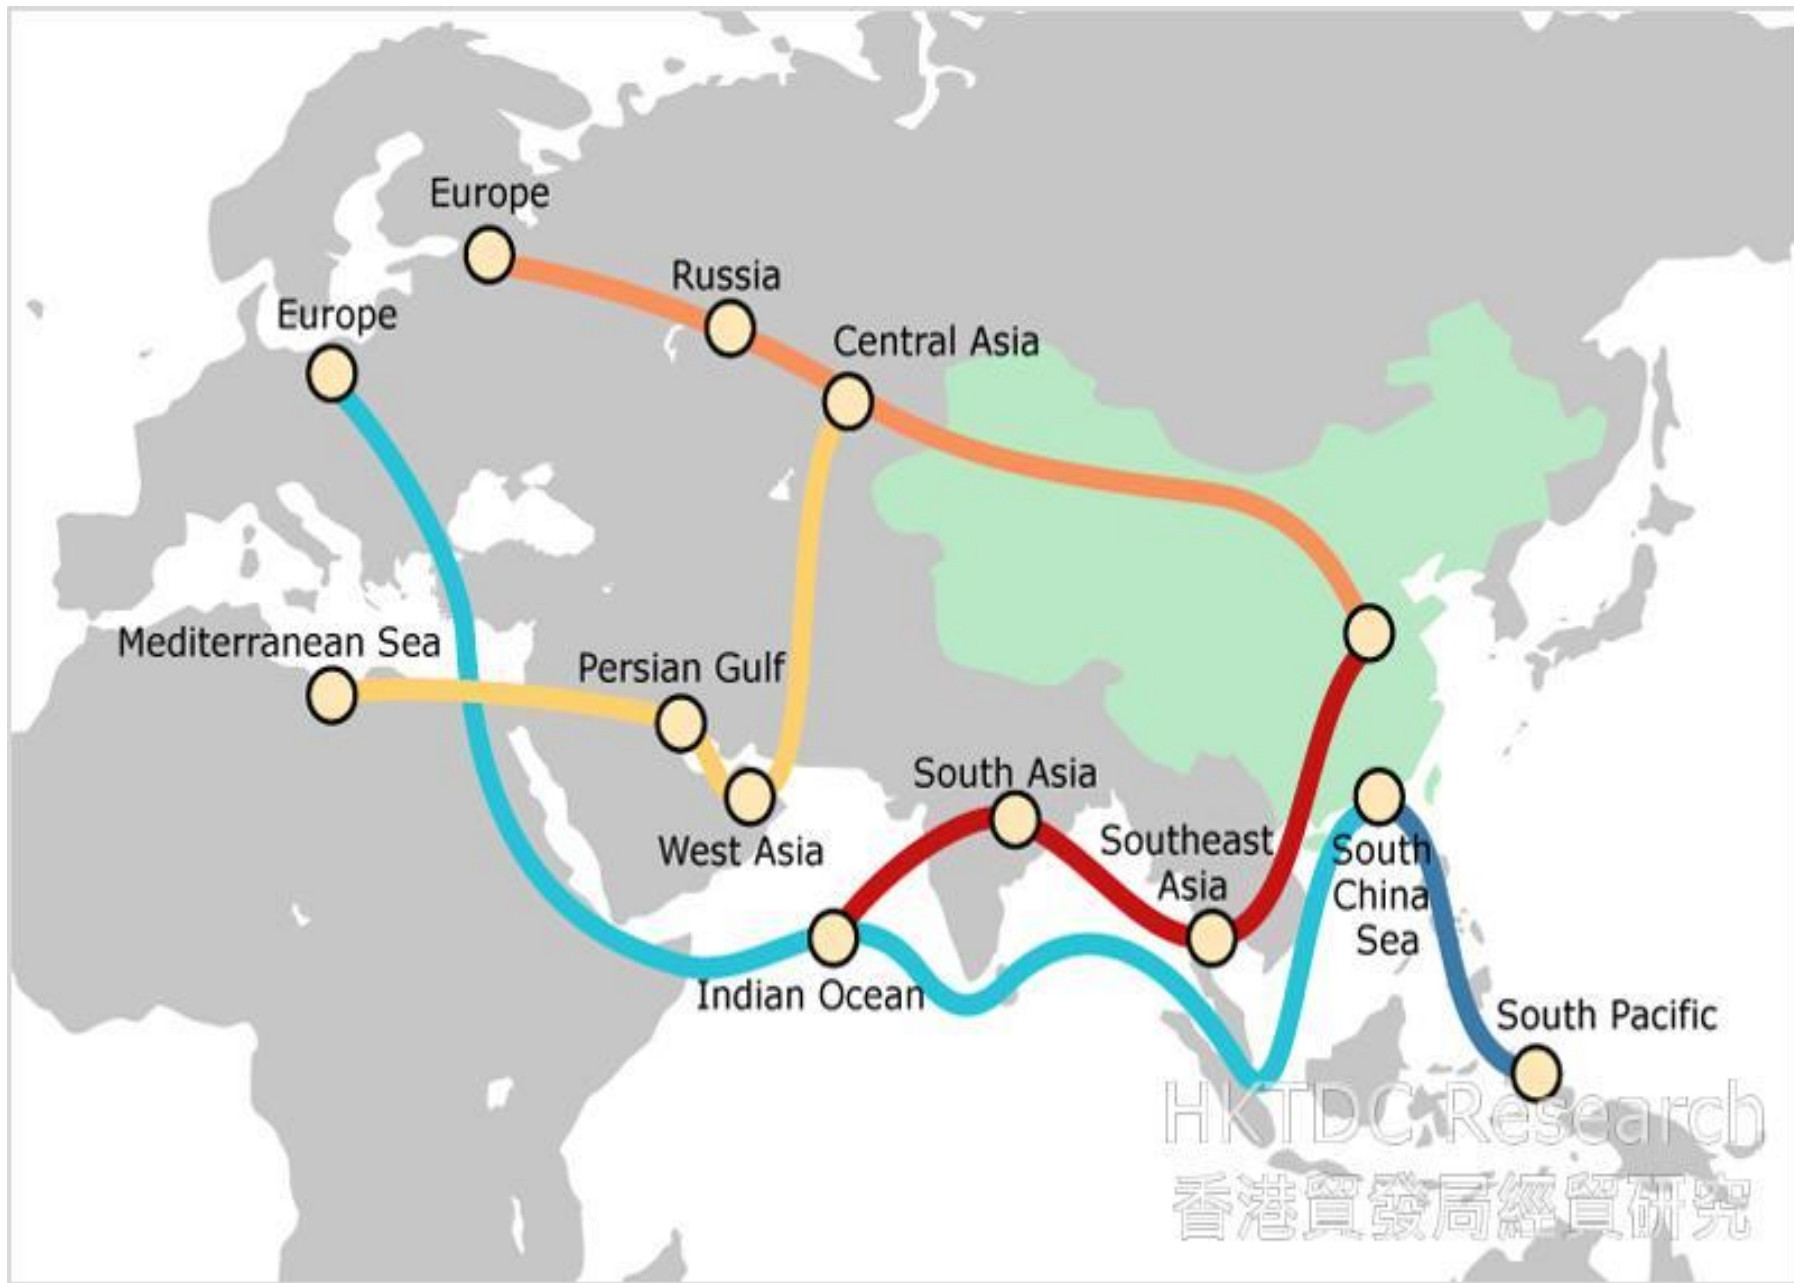 Europe
Russia
Europe
Central Asia
Mediterranean Sea
Persian Gulf
South Asia
West Asia
Southeast
Asia
South
China
Sea
Indian Ocean
South Pacific
HKTDC Research
香港貿發局經貿研究